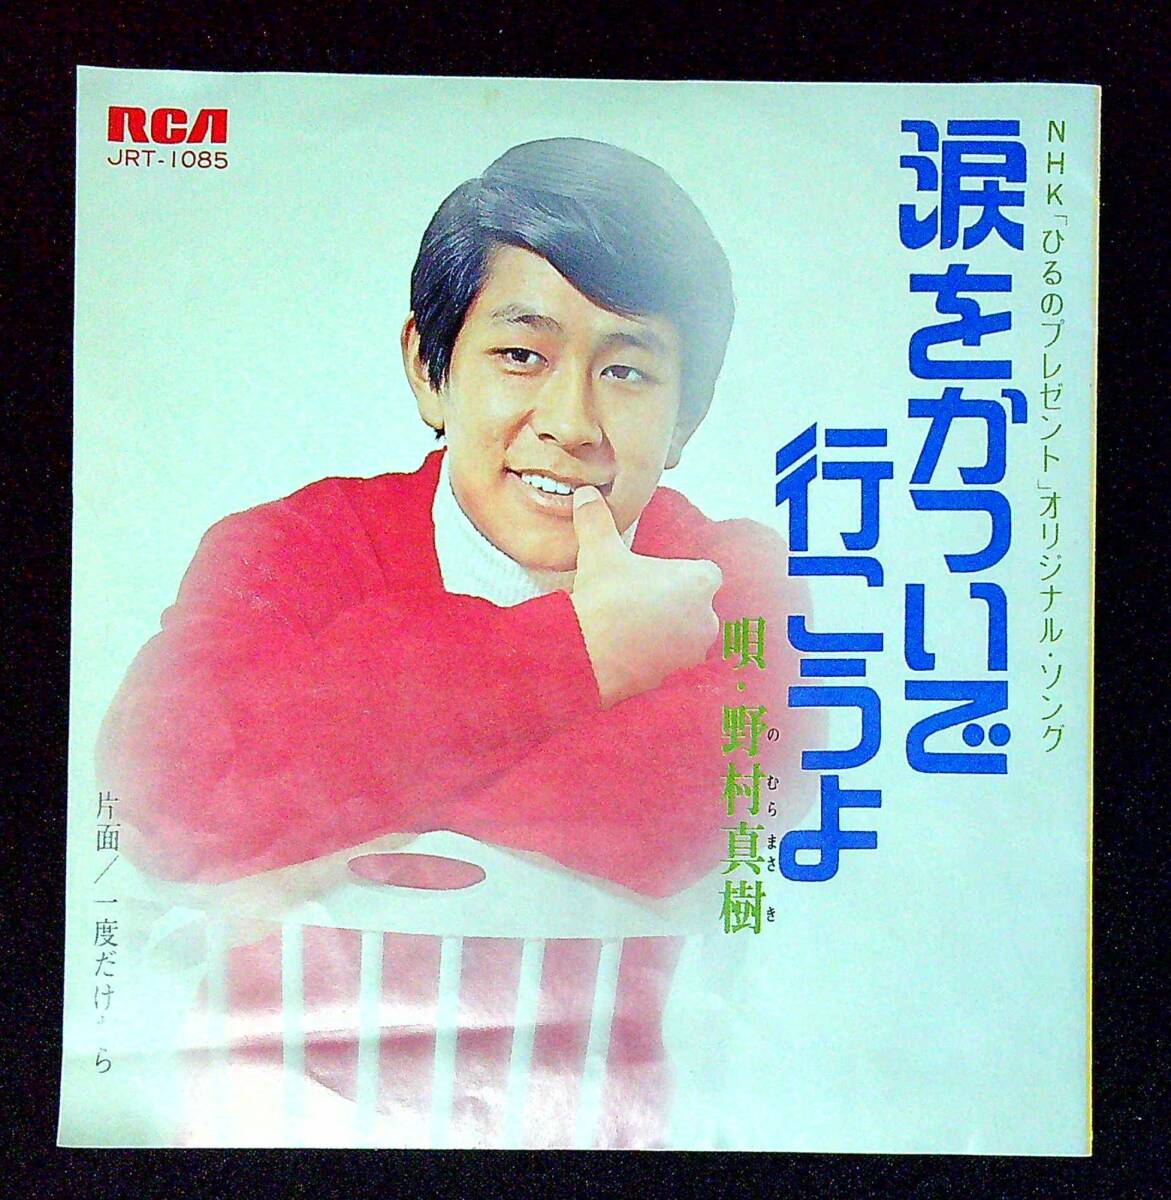 RCA
JRT-1085
NHK「ひるのプレゼント」オリジナル・ソング
涙をかついで
行こうよ
唄・野村真樹
のむらまさき
片面/一度だけなら